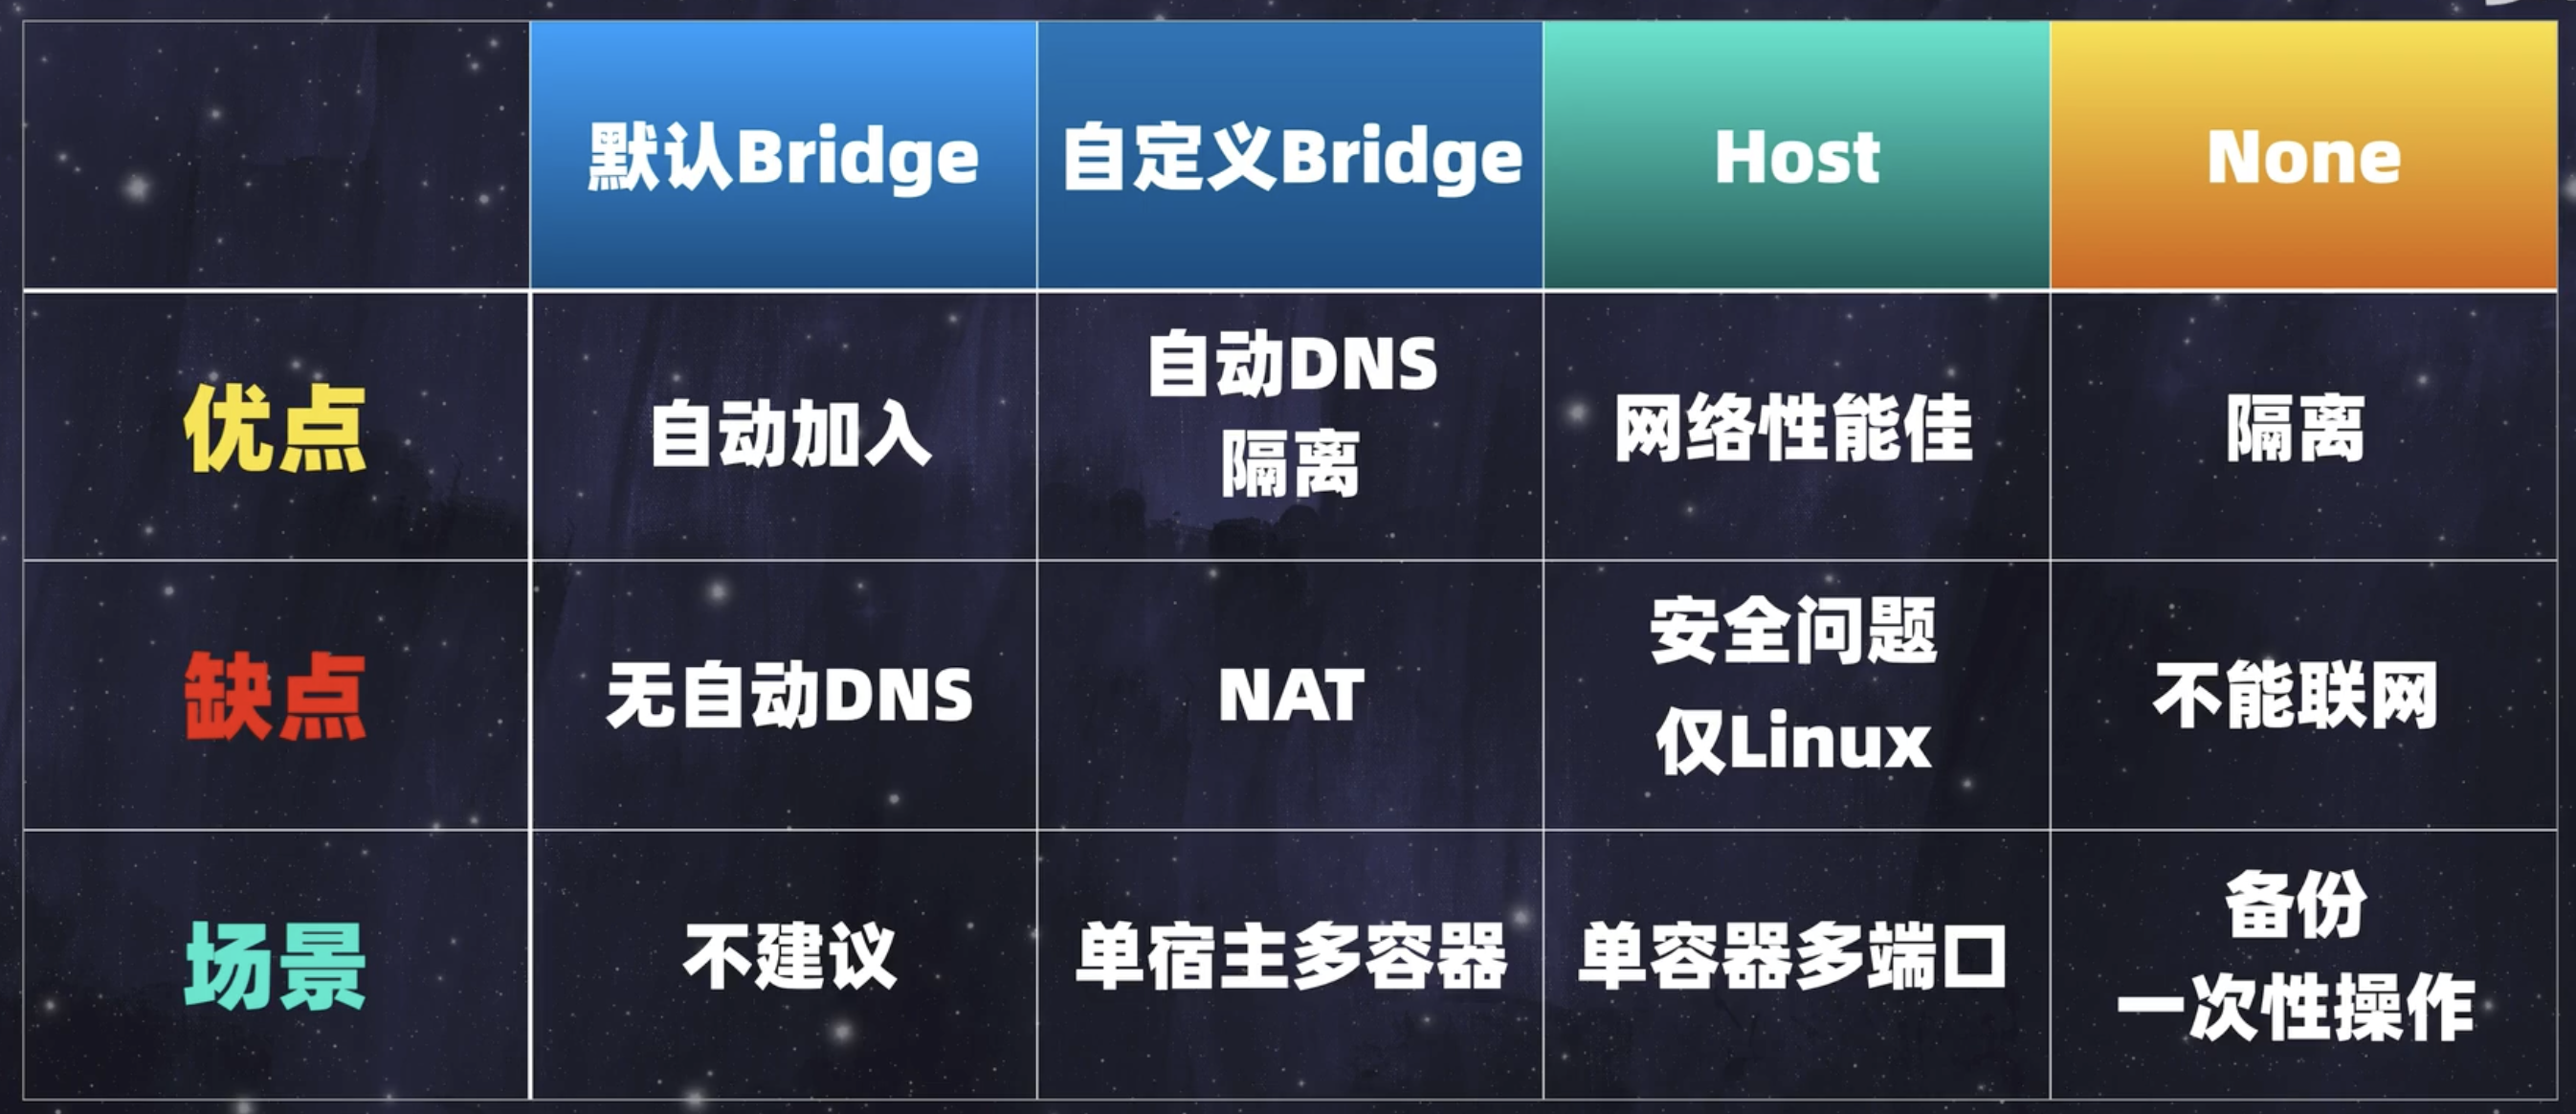 默认Bridge
自定义Bridge
Host
None
优点
自动加入
自动DNS
隔离
网络性能佳
隔离
缺点
无自动DNS
NAT
安全问题
仅Linux
不能联网
场景
不建议
单宿主多容器
单容器多端口
备份
一次性操作